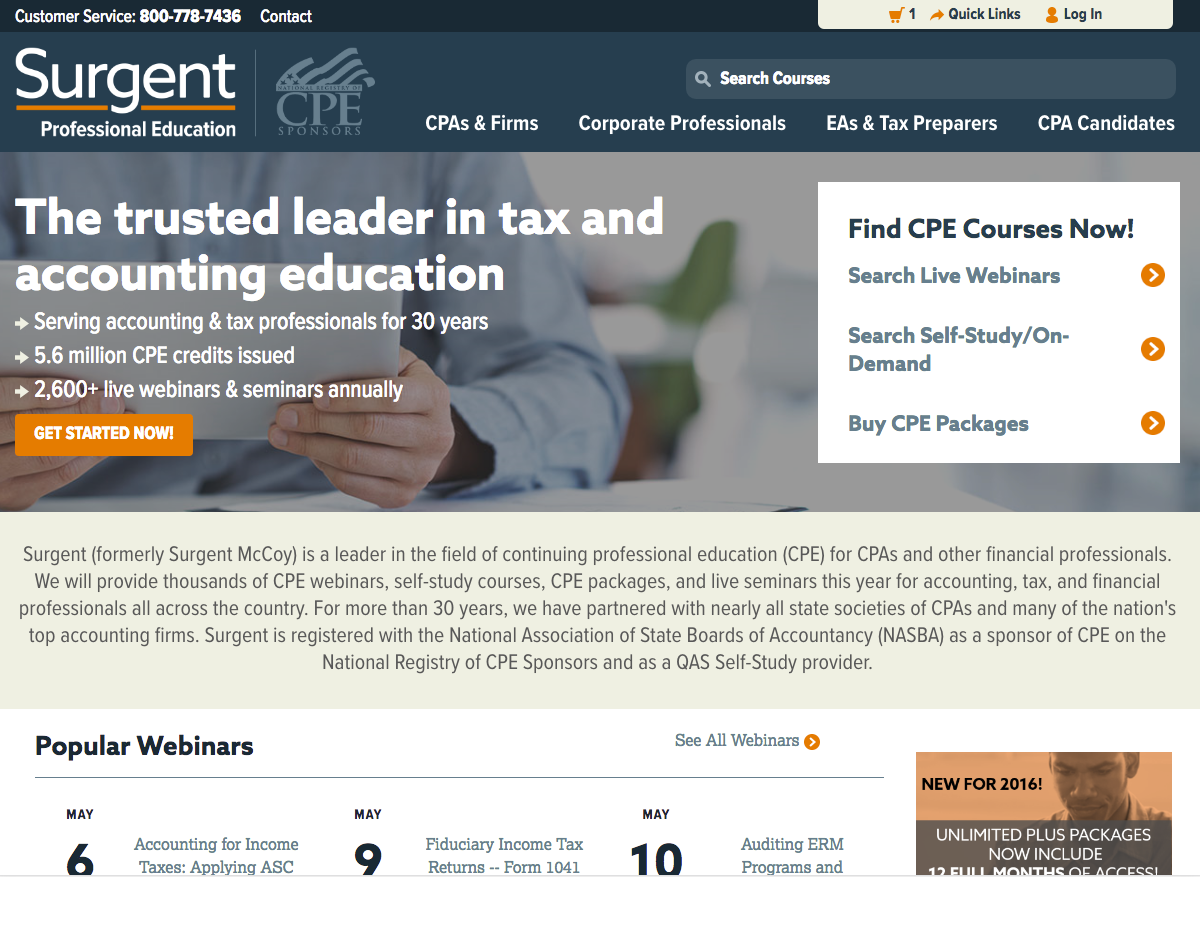 Customer Service: 800-778-7436 Contact
1 Quick Links Log In
Surgent
Professional Education
NATIONAL REGISTRY OF
CPE
SPONSORS
Search Courses
CPAs & Firms Corporate Professionals EAs & Tax Preparers CPA Candidates
The trusted leader in tax and
accounting education
Serving accounting & tax professionals for 30 years
5.6 million CPE credits issued
2,600+ live webinars & seminars annually
GET STARTED NOW!
Find CPE Courses Now!
Search Live Webinars
Search Self-Study/On-
Demand
Buy CPE Packages
Surgent (formerly Surgent McCoy) is a leader in the field of continuing professional education (CPE) for CPAs and other financial professionals.
We will provide thousands of CPE webinars, self-study courses, CPE packages, and live seminars this year for accounting, tax, and financial
professionals all across the country. For more than 30 years, we have partnered with nearly all state societies of CPAs and many of the nation's
top accounting firms. Surgent is registered with the National Association of State Boards of Accountancy (NASBA) as a sponsor of CPE on the
National Registry of CPE Sponsors and as a QAS Self-Study provider.
Popular Webinars
See All Webinars
MAY
6
Accounting for Income
Taxes: Applying ASC
MAY
9
Fiduciary Income Tax
Returns -- Form 1041
MAY
10
Auditing ERM
Programs and
NEW FOR 2016!
UNLIMITED PLUS PACKAGES
NOW INCLUDE
12 FULL MONTHS OF ACCESS!